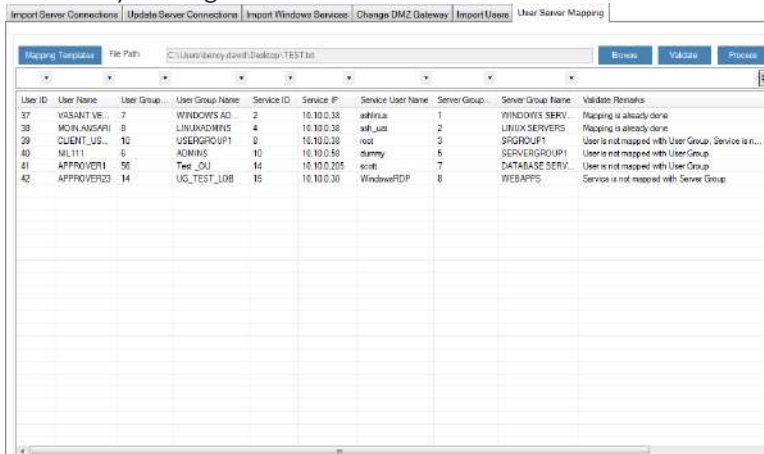 Import Server Connections Update Server Connections Import Windows Services Change DMZ Gateway Import Users User Server Mapping
Mapping Templates File Path C:\Users\bency.david\Desktop\TEST.txt Browse Validate Process
User ID User Name User Group... User Group Name Service ID Service IP Service User Name Server Group... Server Group Name Validate Remarks
37 VASANT VE... 7 WINDOWS AD... 2 10.10.0.38 sshlinux 1 WINDOWS SERV... Mapping is already done
38 MOIN.ANSARI 8 LINUXADMINS 4 10.10.0.38 ssh_usr 2 LINUX SERVERS Mapping is already done
39 CLIENT_US... 10 USERGROUP1 8 10.10.0.38 root 3 SRGROUP1 User is not mapped with User Group, Service is n...
40 NIL111 6 ADMINS 10 10.10.0.58 dummy 5 SERVERGROUP1 User is not mapped with User Group
41 APPROVER1 56 Test_OU 14 10.10.0.205 scott 7 DATABASE SERV... User is not mapped with User Group
42 APPROVER23 14 UG_TEST_LOB 15 10.10.0.30 WindowsRDP 8 WEBAPPS Service is not mapped with Server Group